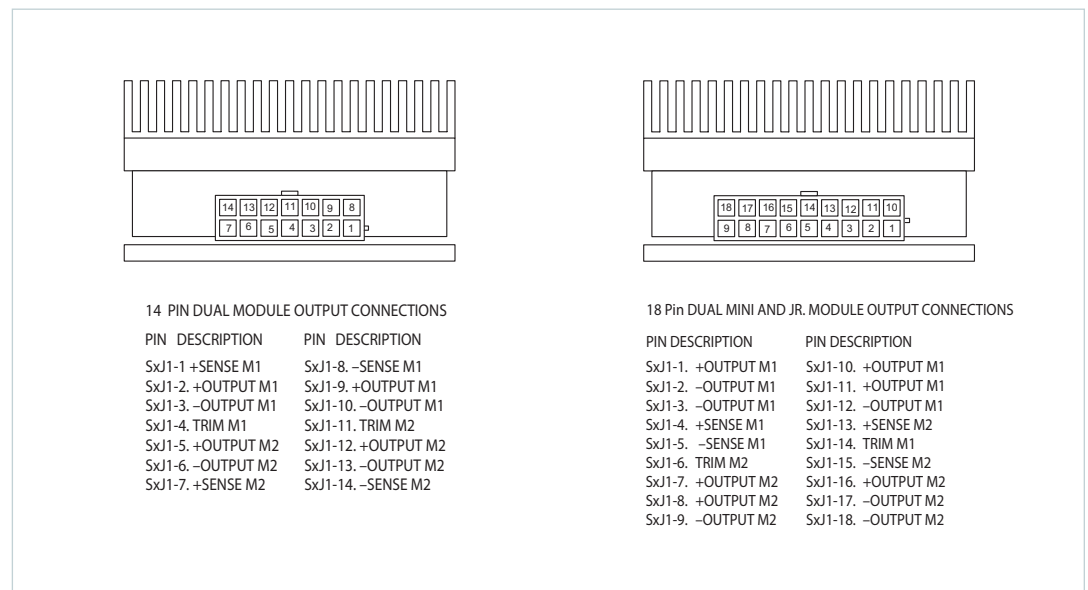 14 13 12 11 10 9 8
7 6 5 4 3 2 1
14 PIN DUAL MODULE OUTPUT CONNECTIONS
PIN DESCRIPTION PIN DESCRIPTION
SxJ1-1 +SENSE M1 SxJ1-8. –SENSE M1
SxJ1-2. +OUTPUT M1 SxJ1-9. +OUTPUT M1
SxJ1-3. –OUTPUT M1 SxJ1-10. –OUTPUT M1
SxJ1-4. TRIM M1 SxJ1-11. TRIM M2
SxJ1-5. +OUTPUT M2 SxJ1-12. +OUTPUT M2
SxJ1-6. –OUTPUT M2 SxJ1-13. –OUTPUT M2
SxJ1-7. +SENSE M2 SxJ1-14. –SENSE M2
18 17 16 15 14 13 12 11 10
9 8 7 6 5 4 3 2 1
18 Pin DUAL MINI AND JR. MODULE OUTPUT CONNECTIONS
PIN DESCRIPTION PIN DESCRIPTION
SxJ1-1. +OUTPUT M1 SxJ1-10. +OUTPUT M1
SxJ1-2. –OUTPUT M1 SxJ1-11. +OUTPUT M1
SxJ1-3. –OUTPUT M1 SxJ1-12. –OUTPUT M1
SxJ1-4. +SENSE M1 SxJ1-13. +SENSE M2
SxJ1-5. –SENSE M1 SxJ1-14. TRIM M1
SxJ1-6. TRIM M2 SxJ1-15. –SENSE M2
SxJ1-7. +OUTPUT M2 SxJ1-16. +OUTPUT M2
SxJ1-8. +OUTPUT M2 SxJ1-17. –OUTPUT M2
SxJ1-9. –OUTPUT M2 SxJ1-18. –OUTPUT M2